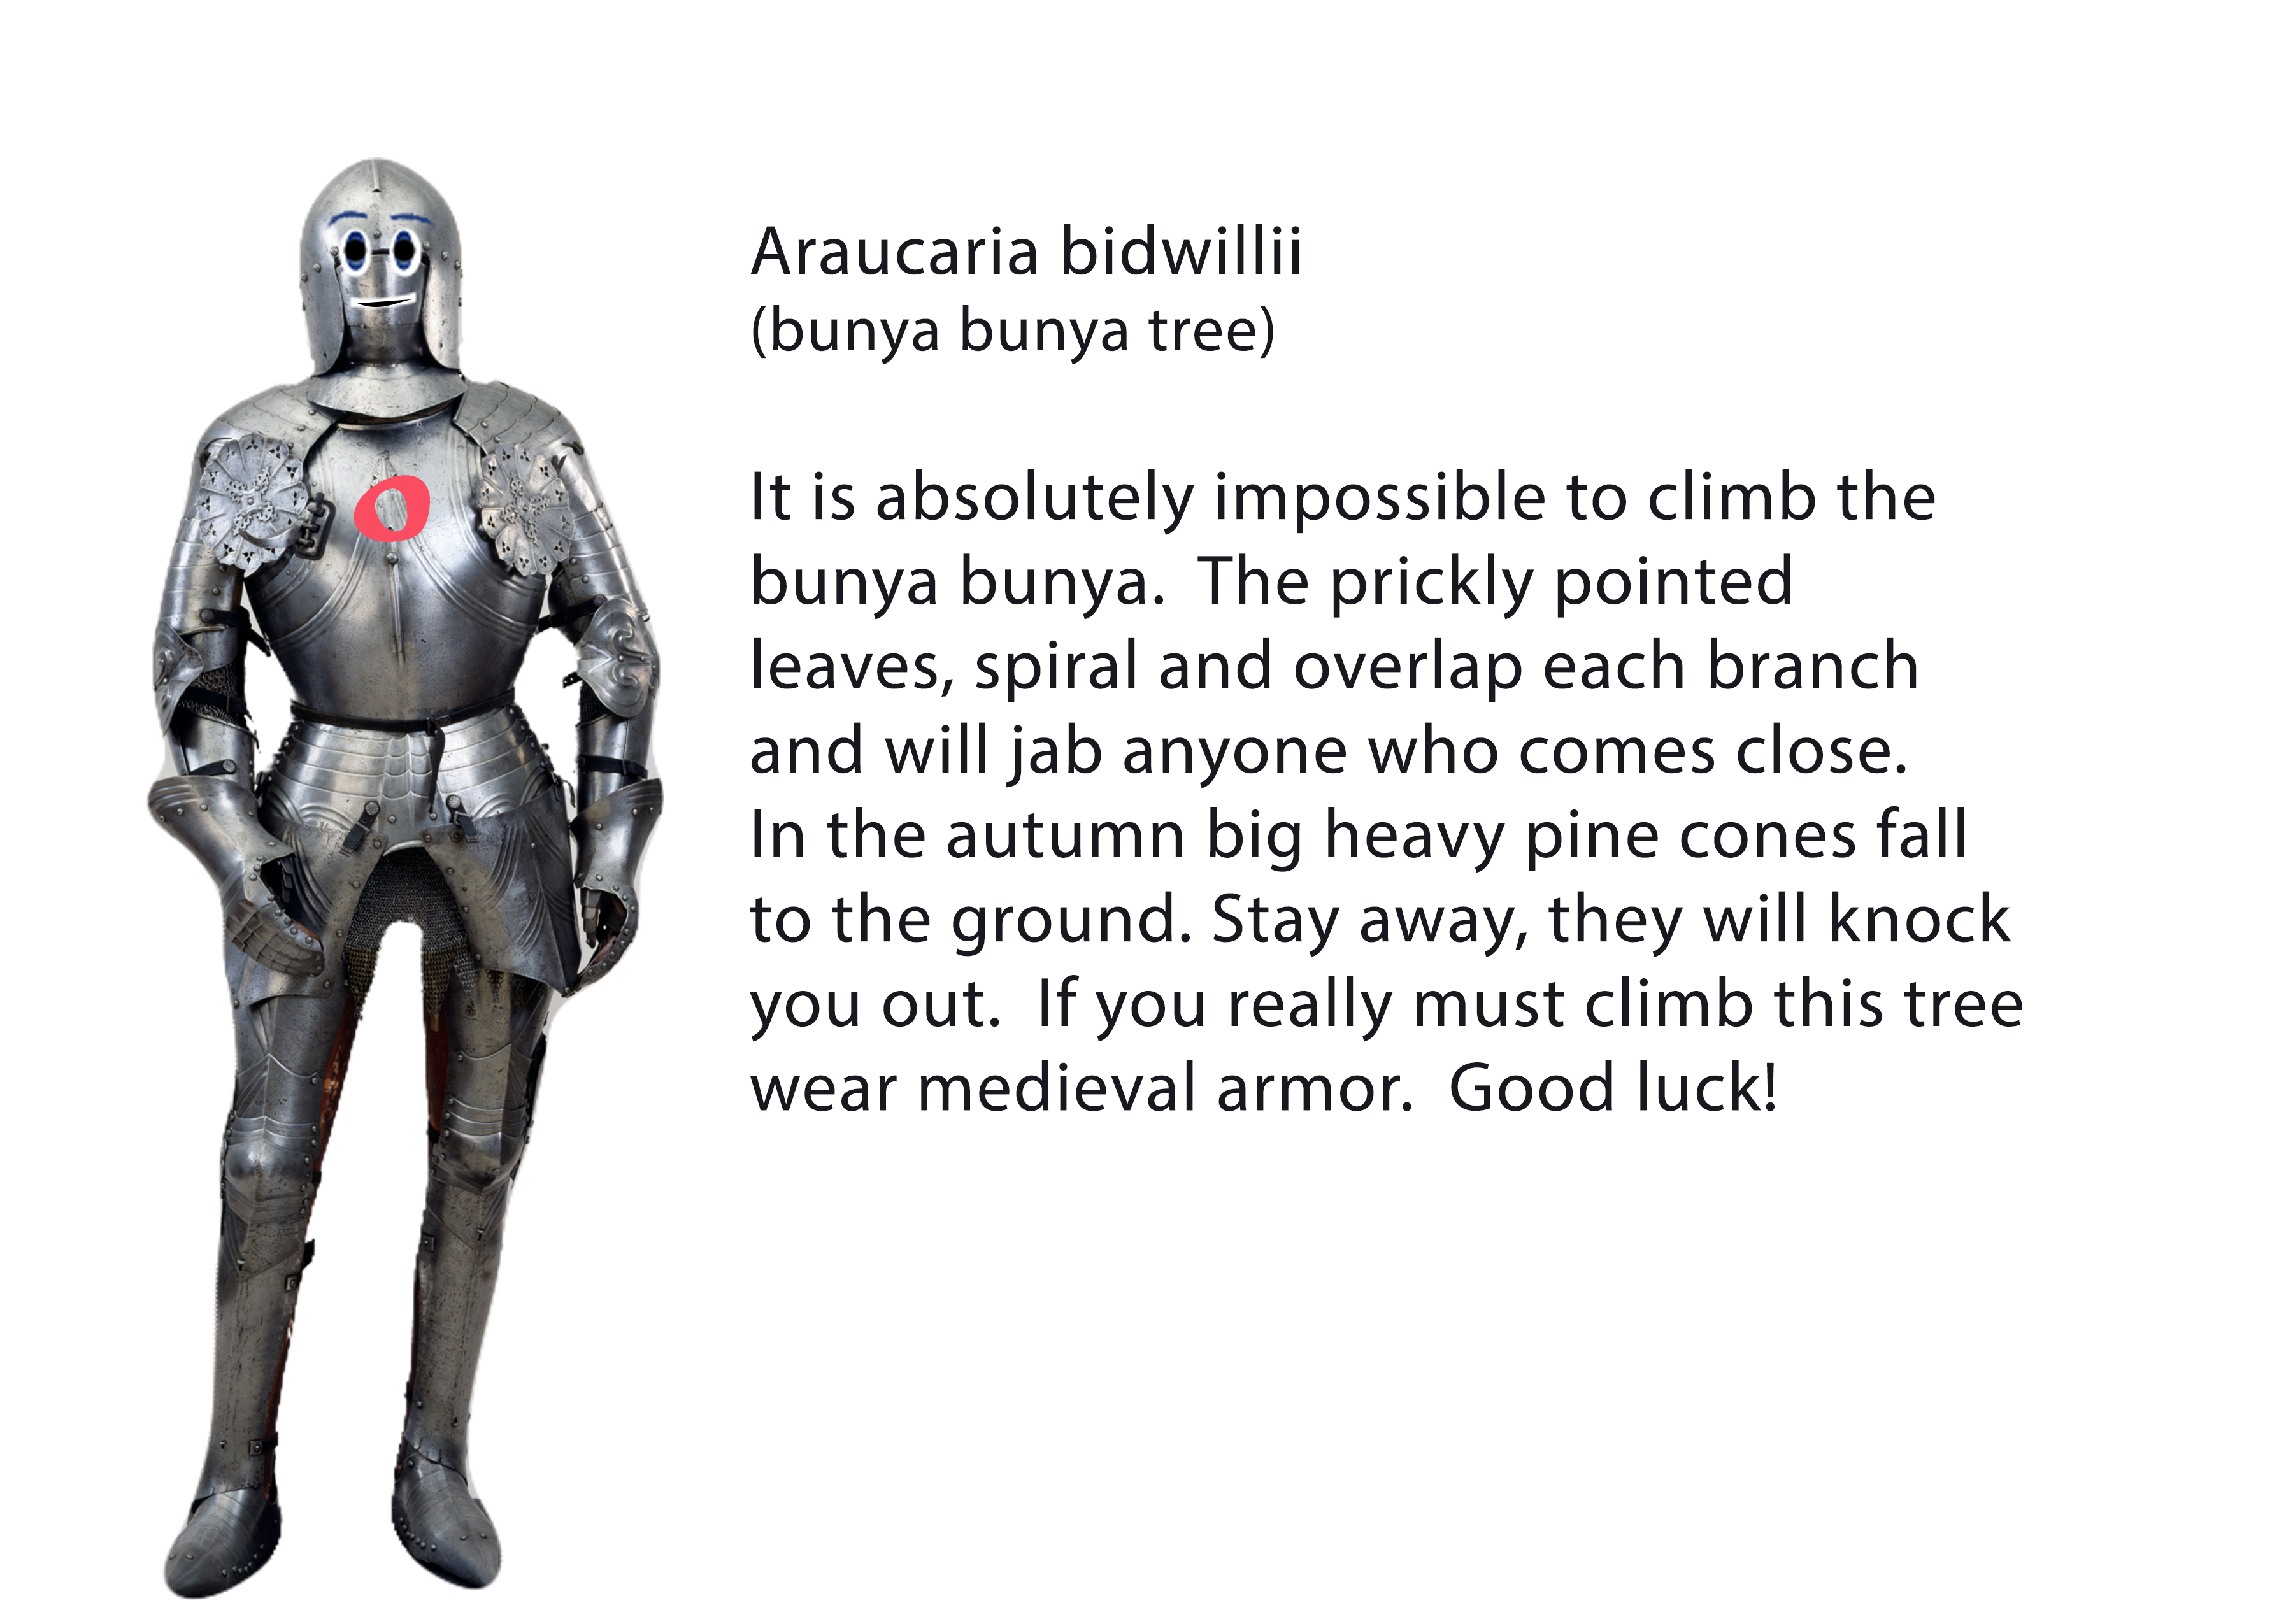 Araucaria bidwillii
(bunya bunya tree)
It is absolutely impossible to climb the
bunya bunya.  The prickly pointed
leaves, spiral and overlap each branch
and will jab anyone who comes close.
In the autumn big heavy pine cones fall
to the ground. Stay away, they will knock
you out.  If you really must climb this tree
wear medieval armor.  Good luck!